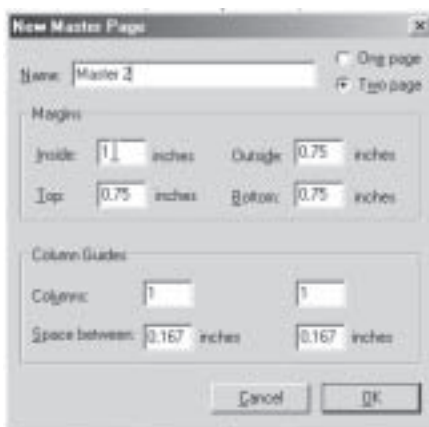 New Master Page
One page
Name: Master 2
Two page
Margins
Inside: 1 inches Outside: 0.75 inches
Top: 0.75 inches Bottom: 0.75 inches
Column Guides
Columns: 1 1
Space between: 0.167 inches 0.167 inches
Cancel OK